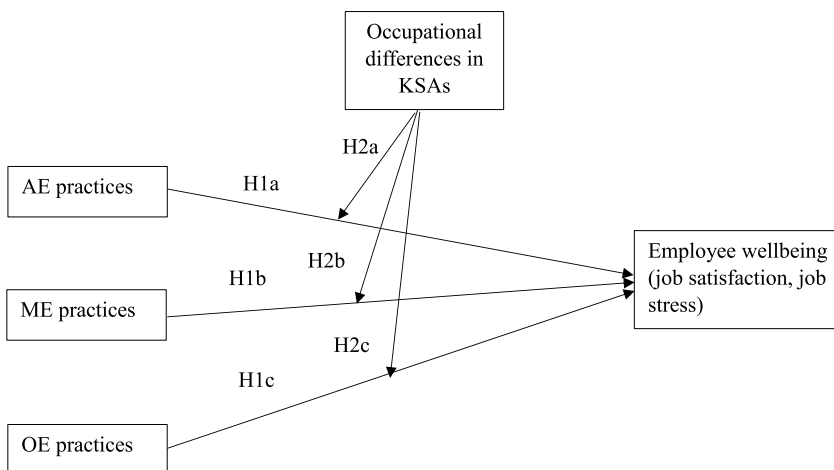 Occupational
differences in
KSAs
H2a
AE practices
H1a
H2b
Employee wellbeing
(job satisfaction, job
stress)
H1b
ME practices
H2c
H1c
OE practices